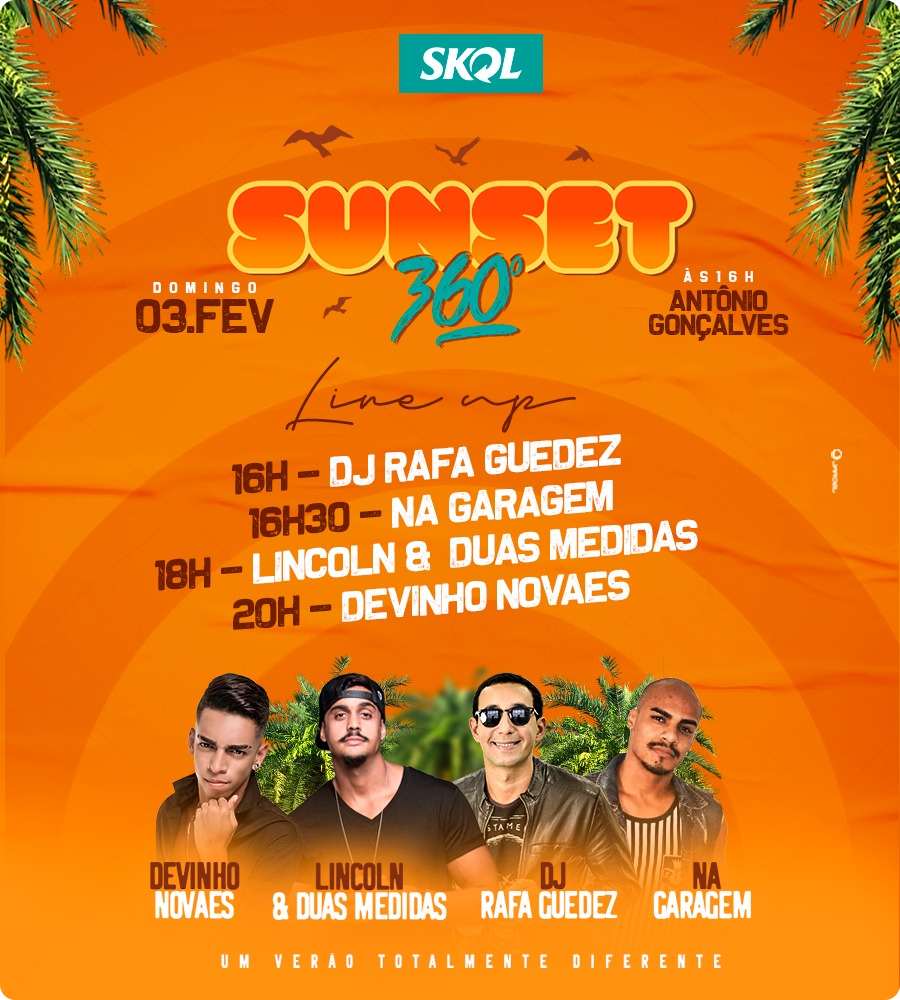 SKOL
SUNSET
360°
DOMINGO
03.FEV
ÀS16H
ANTÔNIO
GONÇALVES
Line up
16H – DJ RAFA GUEDEZ
16H30 – NA GARAGEM
18H – LINCOLN & DUAS MEDIDAS
20H – DEVINHO NOVAES
DEVINHO
NOVAES
LINCOLN
& DUAS MEDIDAS
DJ
RAFA GUEDEZ
NA
GARAGEM
UM VERÃO TOTALMENTE DIFERENTE